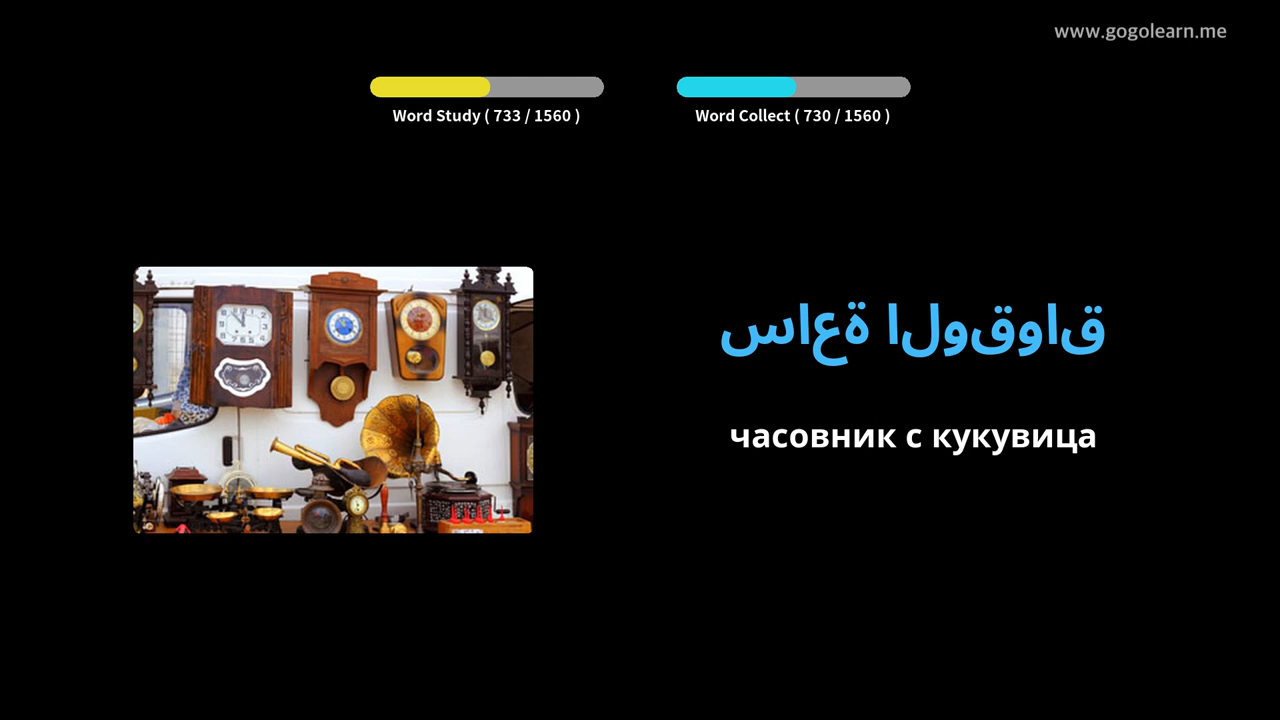 www.gogolearn.me
Word Study ( 733 / 1560 )
Word Collect ( 730 / 1560 )
ساعة الوقواق
часовник с кукувица